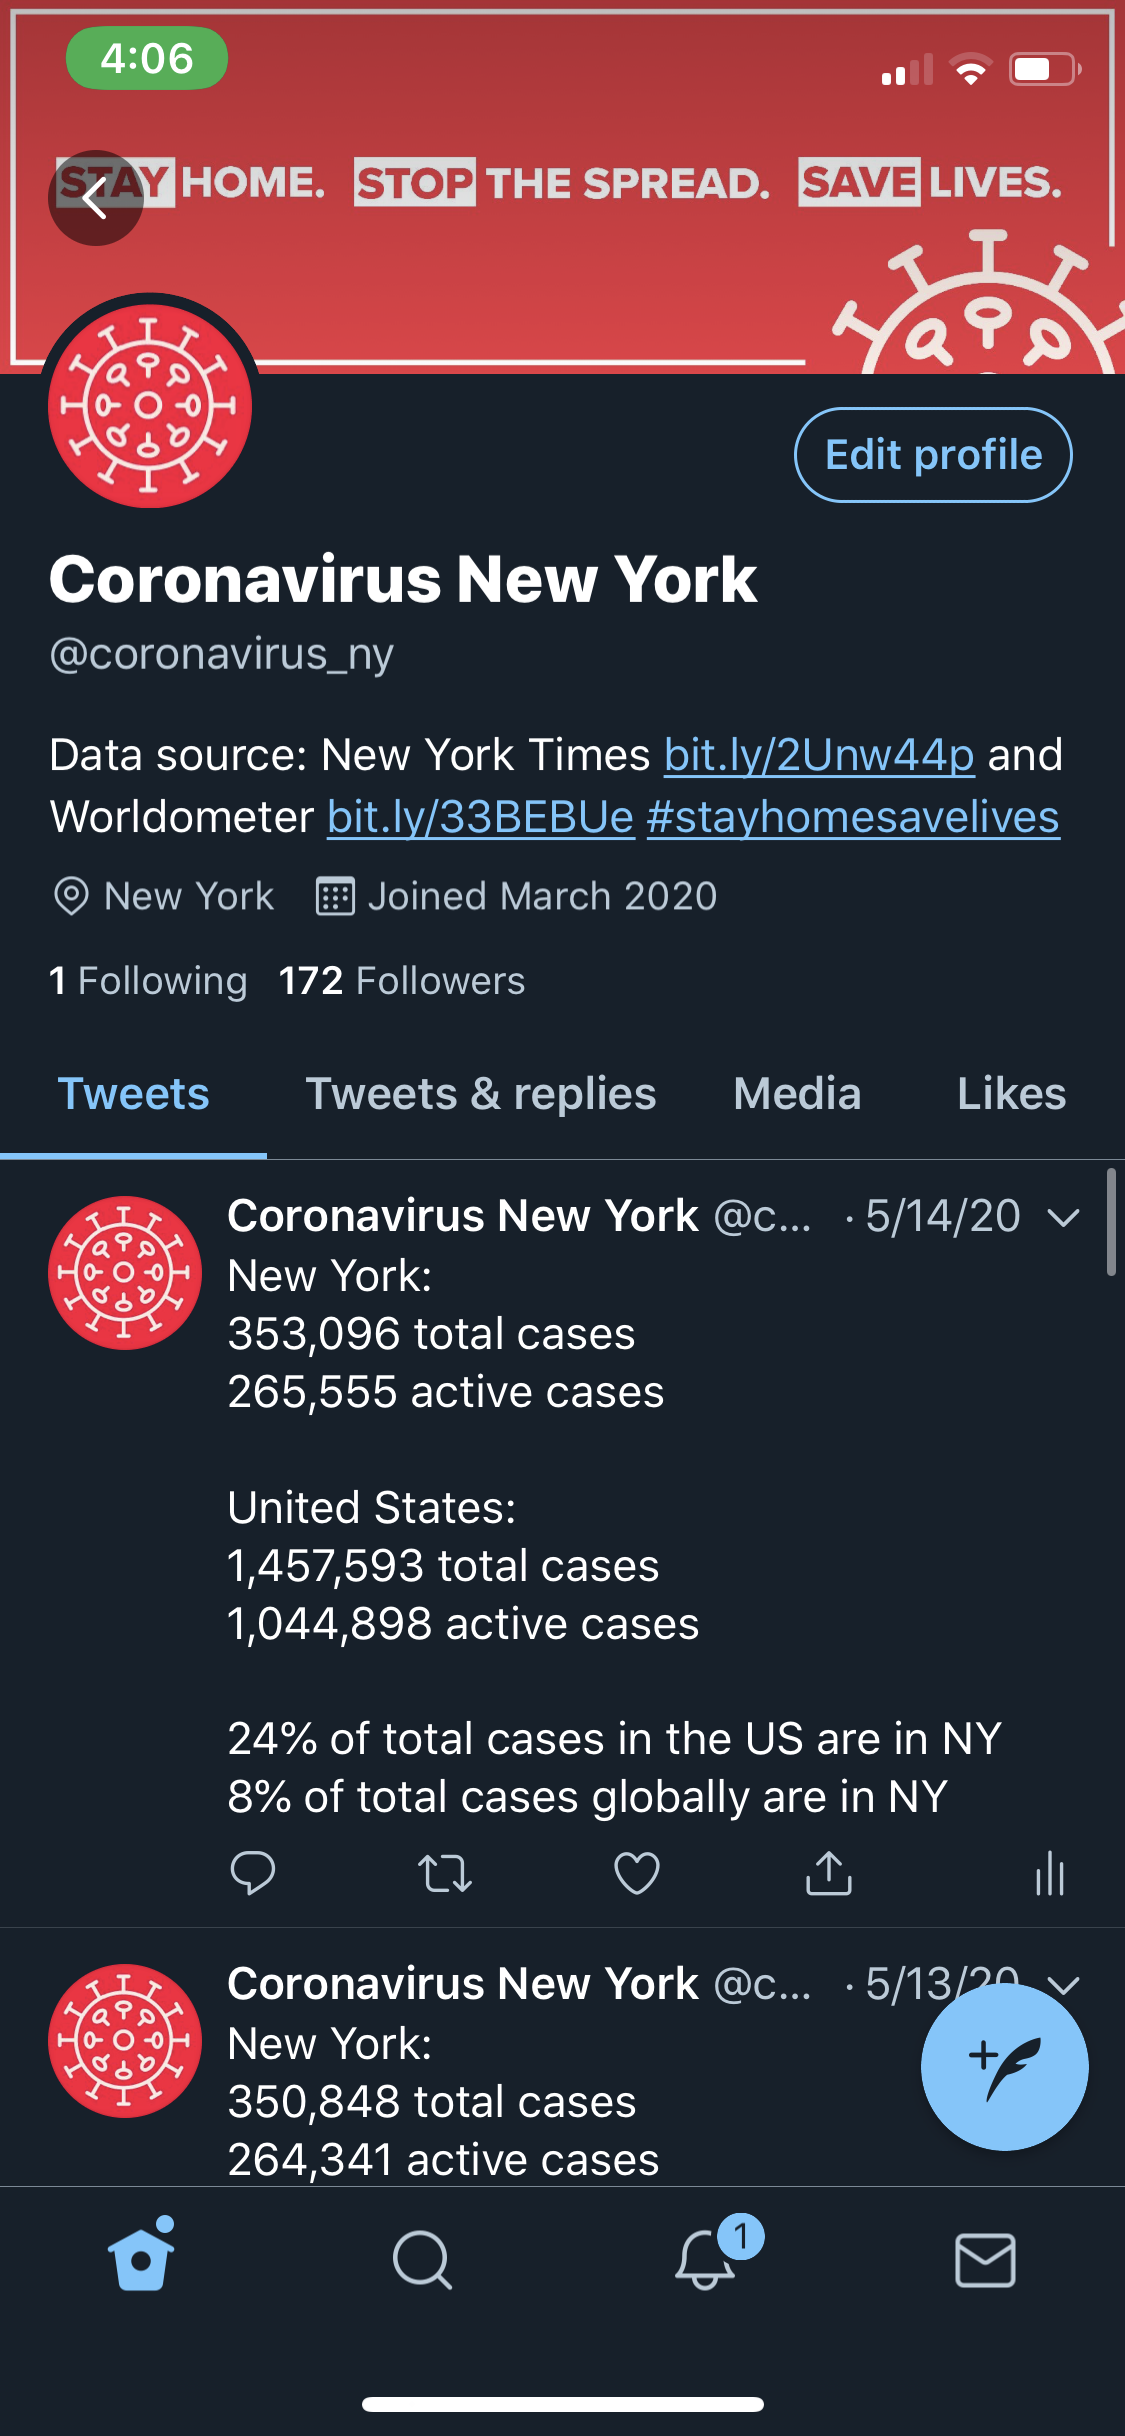 4:06
STAY HOME. STOP THE SPREAD. SAVE LIVES.
Edit profile
Coronavirus New York
@coronavirus_ny
Data source: New York Times bit.ly/2Unw44p and
Worldometer bit.ly/33BEBUe #stayhomesavelives
New York Joined March 2020
1 Following 172 Followers
Tweets Tweets & replies Media Likes
Coronavirus New York @c... · 5/14/20
New York:
353,096 total cases
265,555 active cases
United States:
1,457,593 total cases
1,044,898 active cases
24% of total cases in the US are in NY
8% of total cases globally are in NY
Coronavirus New York @c... · 5/13/20
New York:
350,848 total cases
264,341 active cases
1